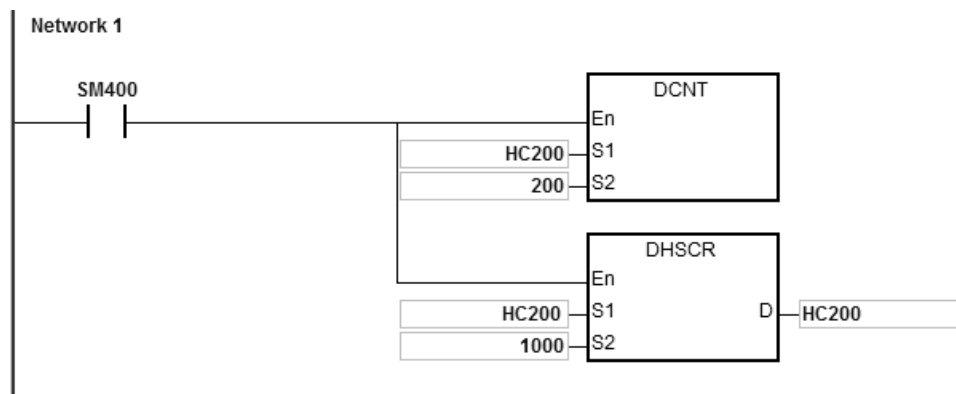 Network 1
SM400
DCNT
En
HC200 S1
200 S2
DHSCR
En
HC200 S1 D HC200
1000 S2